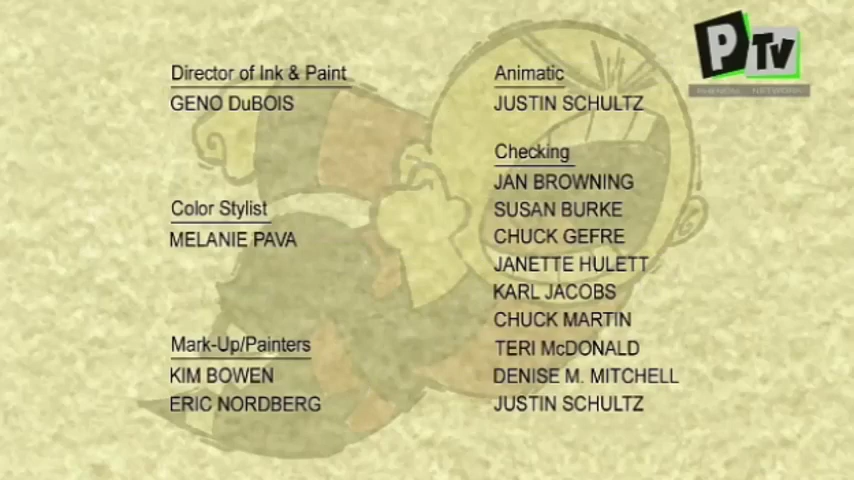 PTV
Director of Ink & Paint
GENO DuBOIS
Color Stylist
MELANIE PAVA
Mark-Up/Painters
KIM BOWEN
ERIC NORDBERG
Animatic
JUSTIN SCHULTZ
Checking
JAN BROWNING
SUSAN BURKE
CHUCK GEFRE
JANETTE HULETT
KARL JACOBS
CHUCK MARTIN
TERI McDONALD
DENISE M. MITCHELL
JUSTIN SCHULTZ
NETWORK